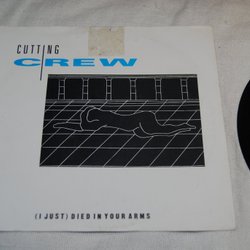 CUTTING
CREW
(I JUST) DIED IN YOUR ARMS